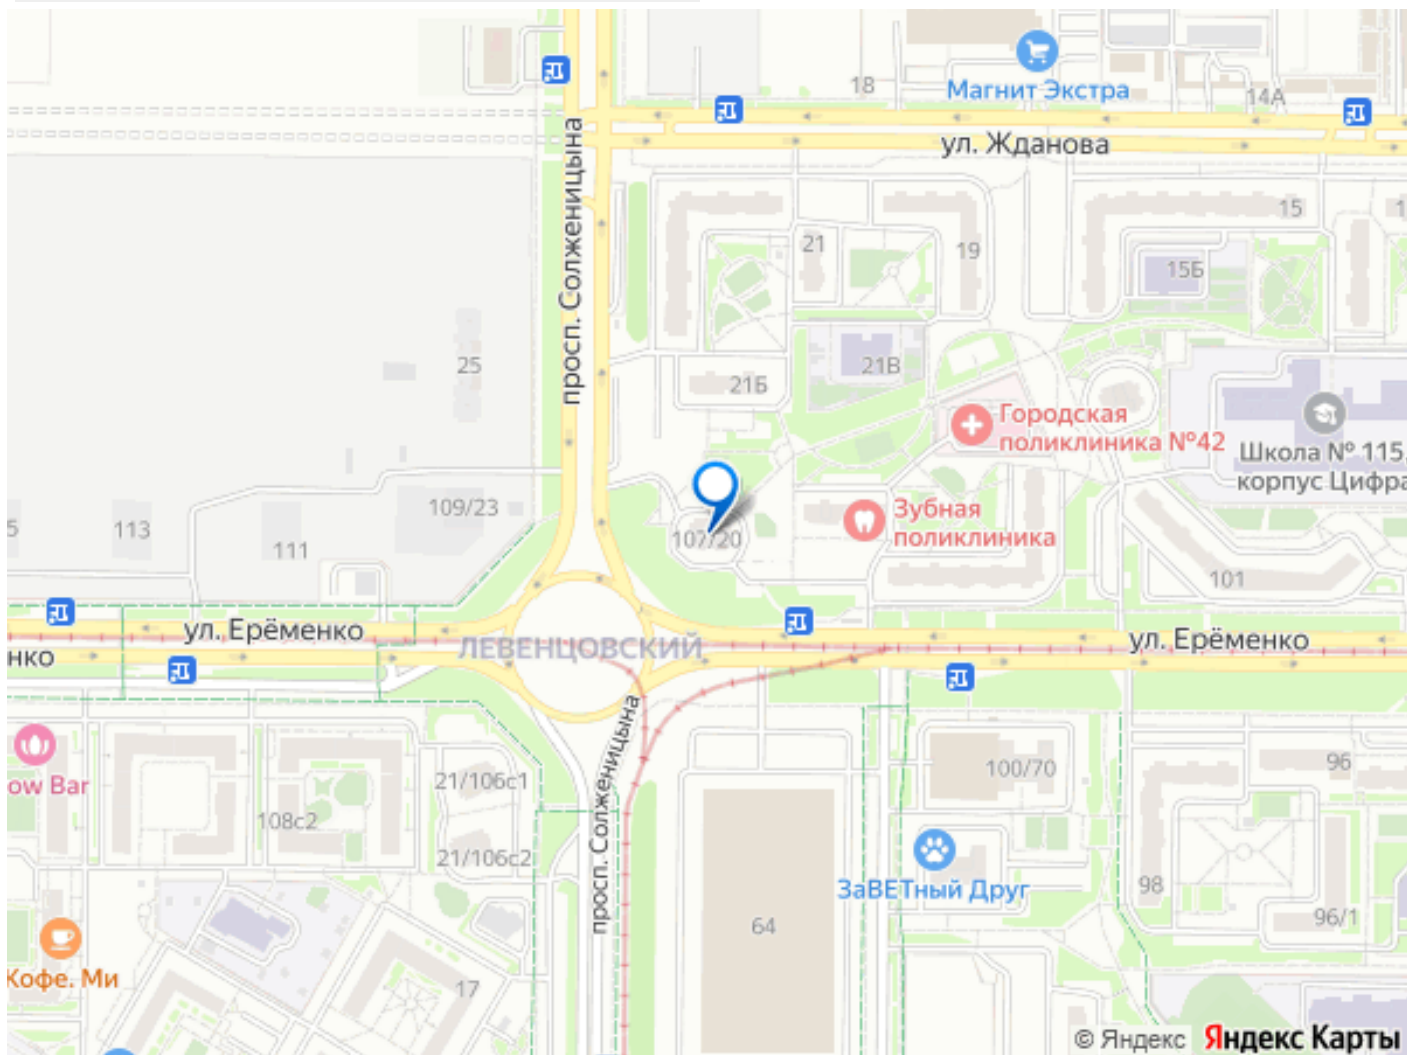 18
Магнит Экстра
14А
ул. Жданова
просп. Солженицына
15
1
21
19
15Б
25
21Б
21В
Городская
поликлиника №42
Школа № 115,
корпус Цифра
109/23
5
113
111
107/20
Зубная
поликлиника
101
ул. Ерёменко
ЛЕВЕНЦОВСКИЙ
ул. Ерёменко
нко
просп. Солженицына
ow Bar
21/106с1
100/70
96
108с2
21/106с2
ЗаВЕТный Друг
98
64
96/1
Кофе. Ми
17
© Яндекс Яндекс Карты